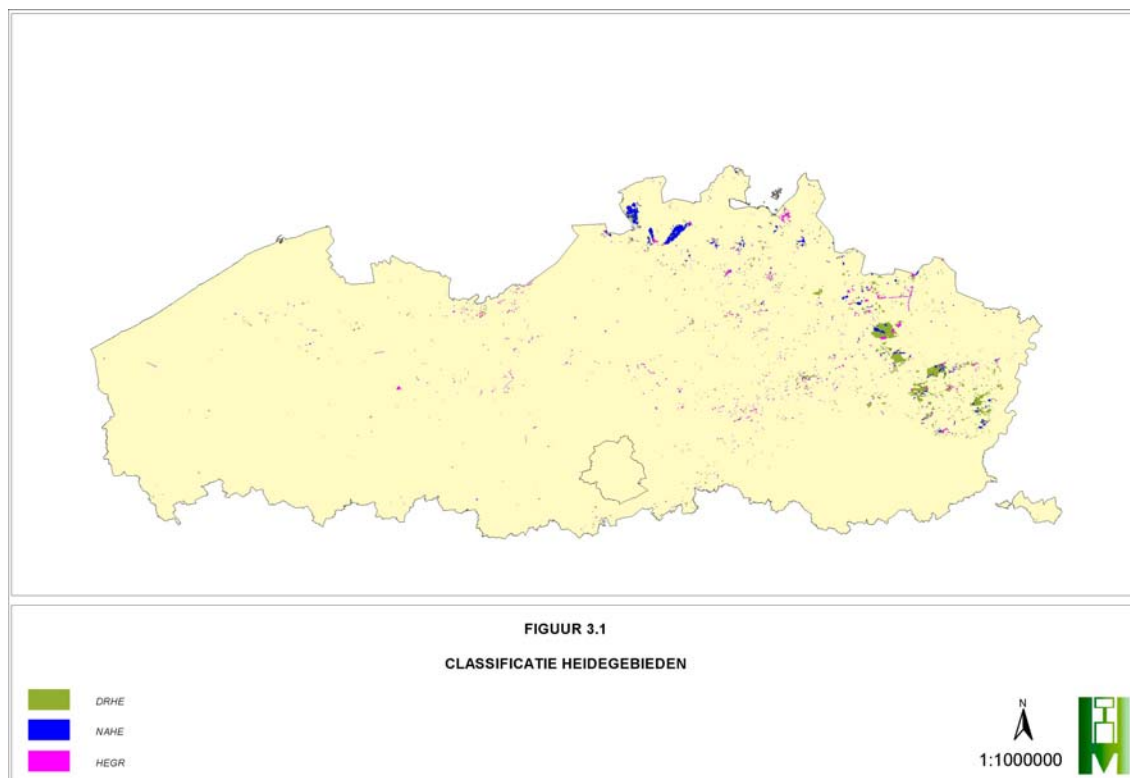 FIGUUR 3.1
CLASSIFICATIE HEIDEGEBIEDEN
DRHE
NAHE
HEGR
N
1:1000000